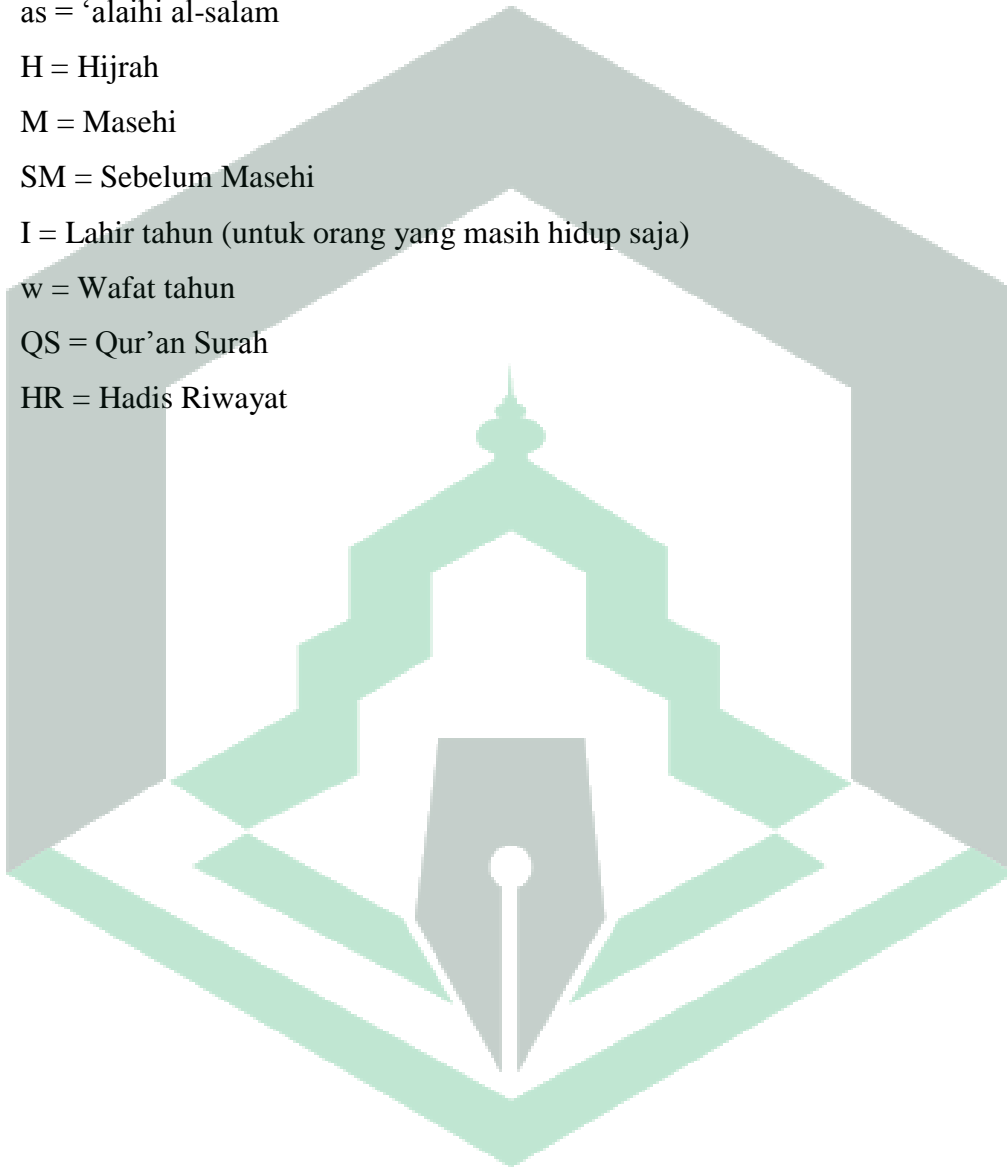 as = ‘alaihi al-salam
H = Hijrah
M = Masehi
SM = Sebelum Masehi
I = Lahir tahun (untuk orang yang masih hidup saja)
w = Wafat tahun
QS = Qur’an Surah
HR = Hadis Riwayat